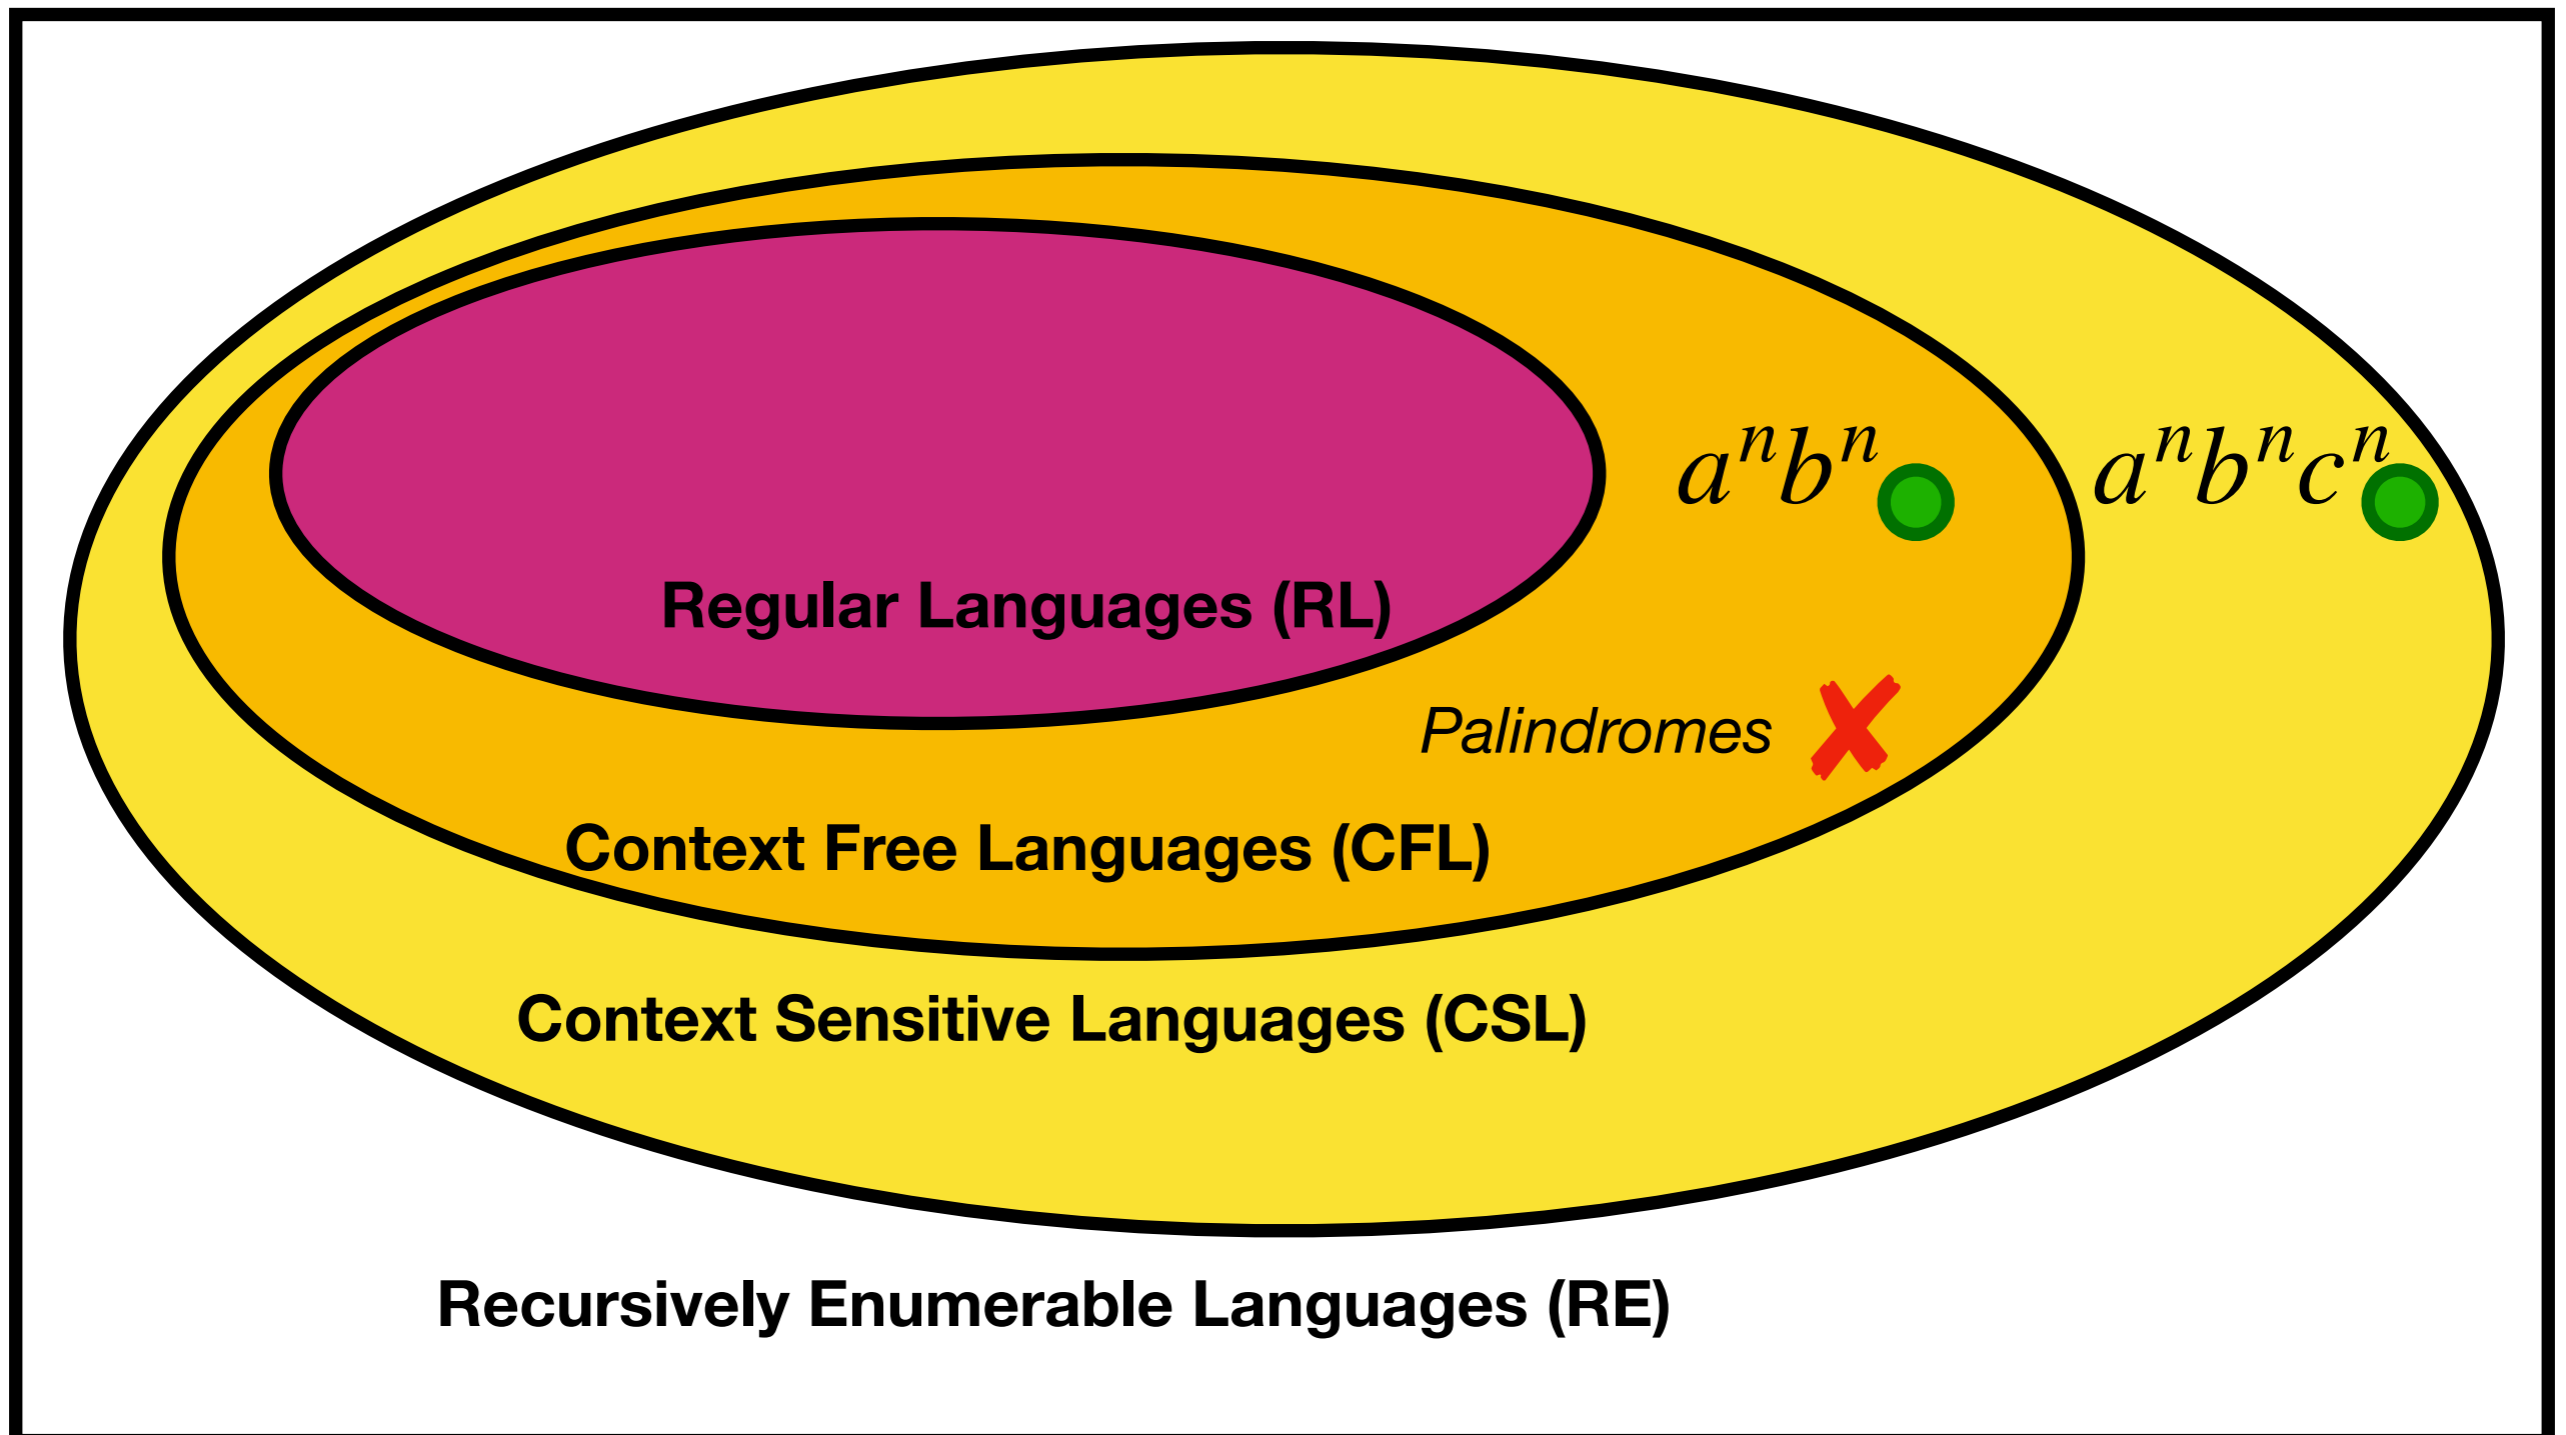 aⁿbⁿ
aⁿbⁿcⁿ
Regular Languages (RL)
Palindromes
Context Free Languages (CFL)
Context Sensitive Languages (CSL)
Recursively Enumerable Languages (RE)